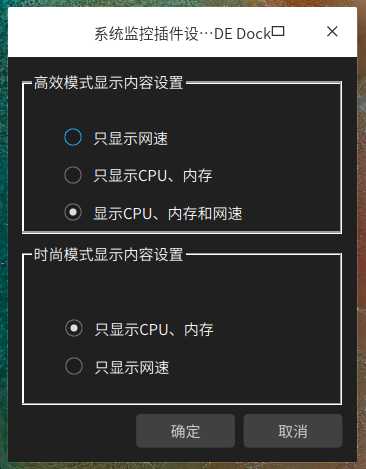 系统监控插件设…DE Dock
高效模式显示内容设置
只显示网速
只显示CPU、内存
显示CPU、内存和网速
时尚模式显示内容设置
只显示CPU、内存
只显示网速
确定
取消